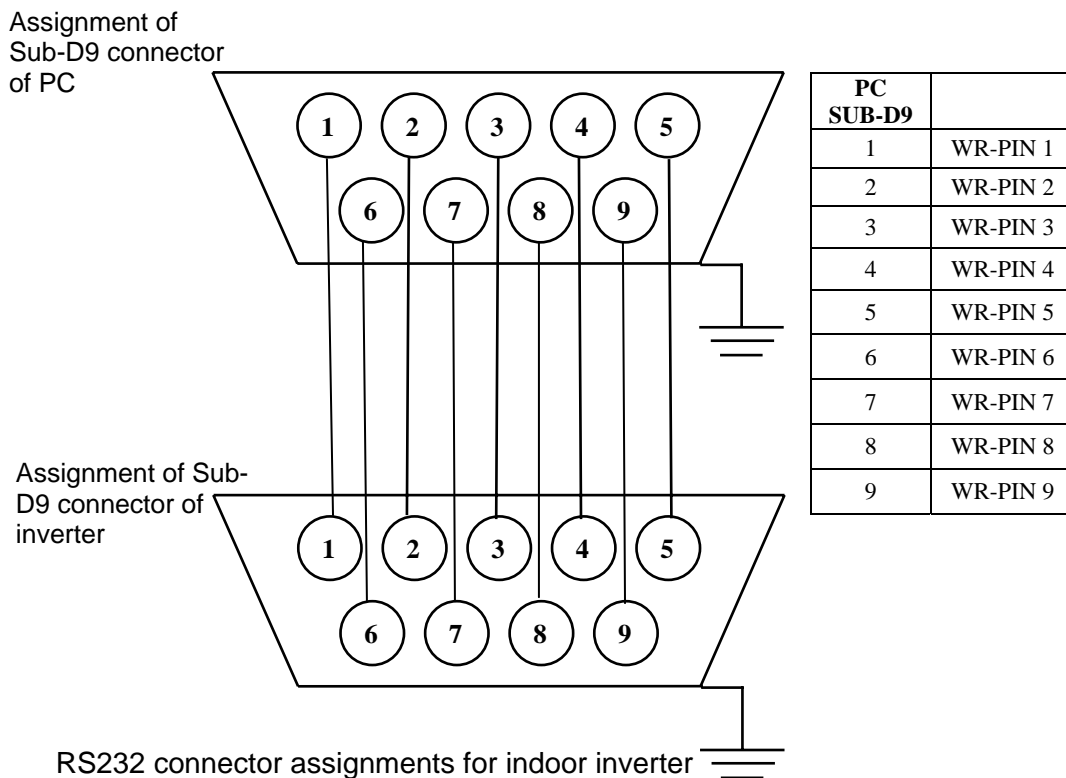 Assignment of
Sub-D9 connector
of PC
1 2 3 4 5
6 7 8 9
PC
SUB-D9
1 WR-PIN 1
2 WR-PIN 2
3 WR-PIN 3
4 WR-PIN 4
5 WR-PIN 5
6 WR-PIN 6
7 WR-PIN 7
8 WR-PIN 8
9 WR-PIN 9
Assignment of Sub-
D9 connector of
inverter
1 2 3 4 5
6 7 8 9
RS232 connector assignments for indoor inverter